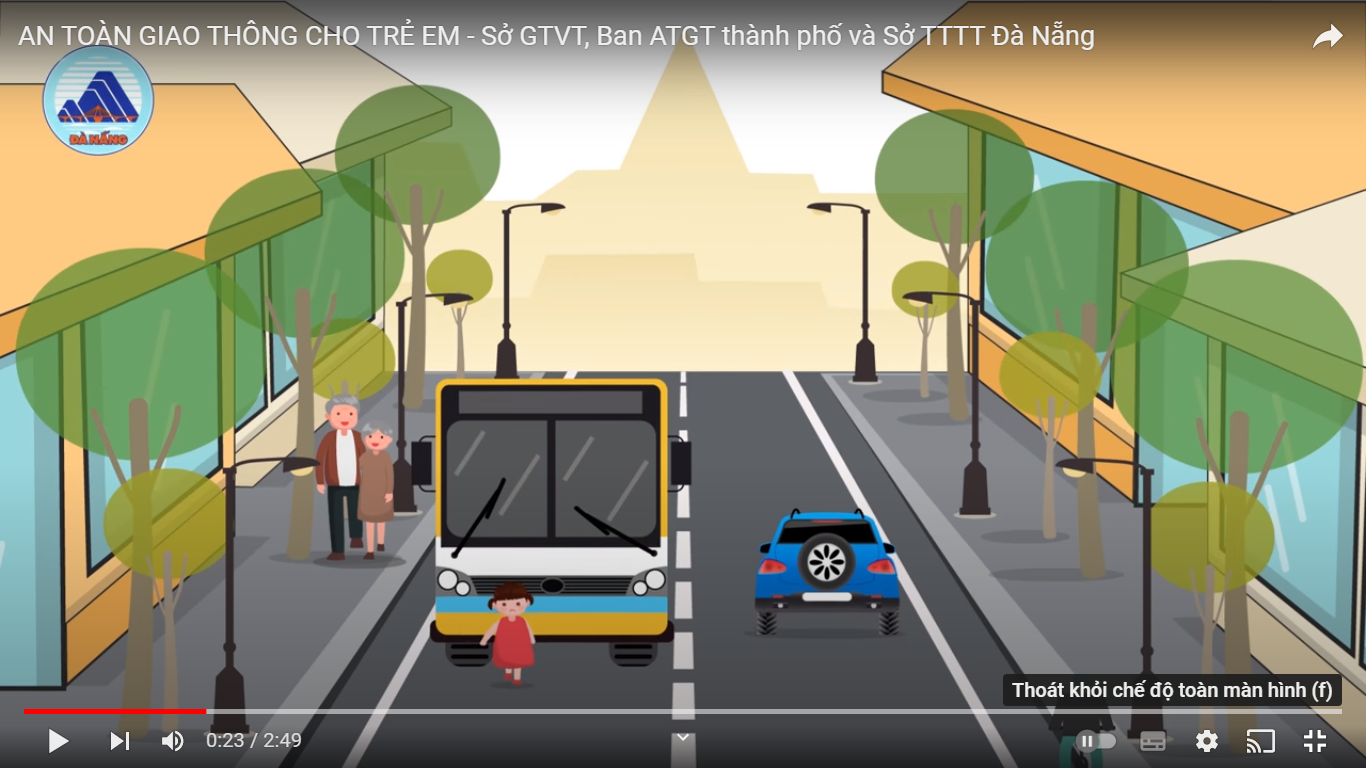 AN TOÀN GIAO THÔNG CHO TRẺ EM - Sở GTVT, Ban ATGT thành phố và Sở TTTT Đà Nẵng
ĐÀ NẴNG
Thoát khỏi chế độ toàn màn hình (f)
0:23 / 2:49